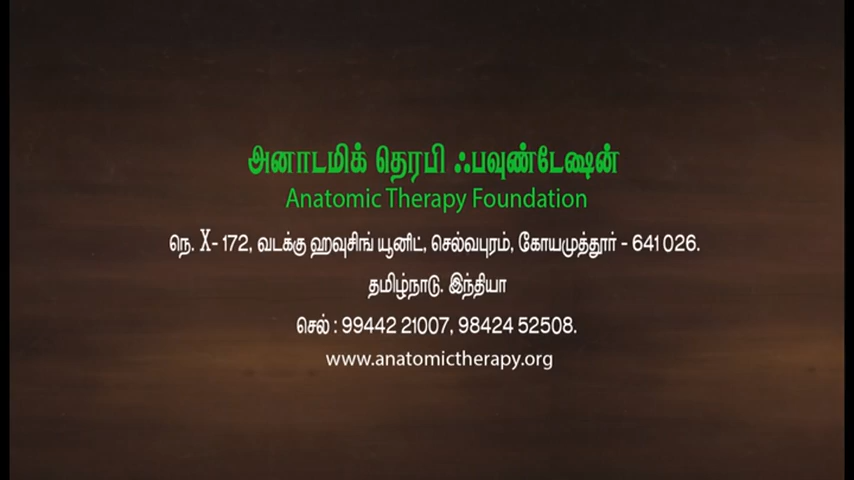 அனாடமிக் தெரபி ஃபவுண்டேஷன்
Anatomic Therapy Foundation
நெ. X- 172, வடக்கு ஹவுசிங் யூனிட், செல்வபுரம், கோயமுத்தூர் - 641 026.
தமிழ்நாடு. இந்தியா
செல் : 99442 21007, 98424 52508.
www.anatomictherapy.org